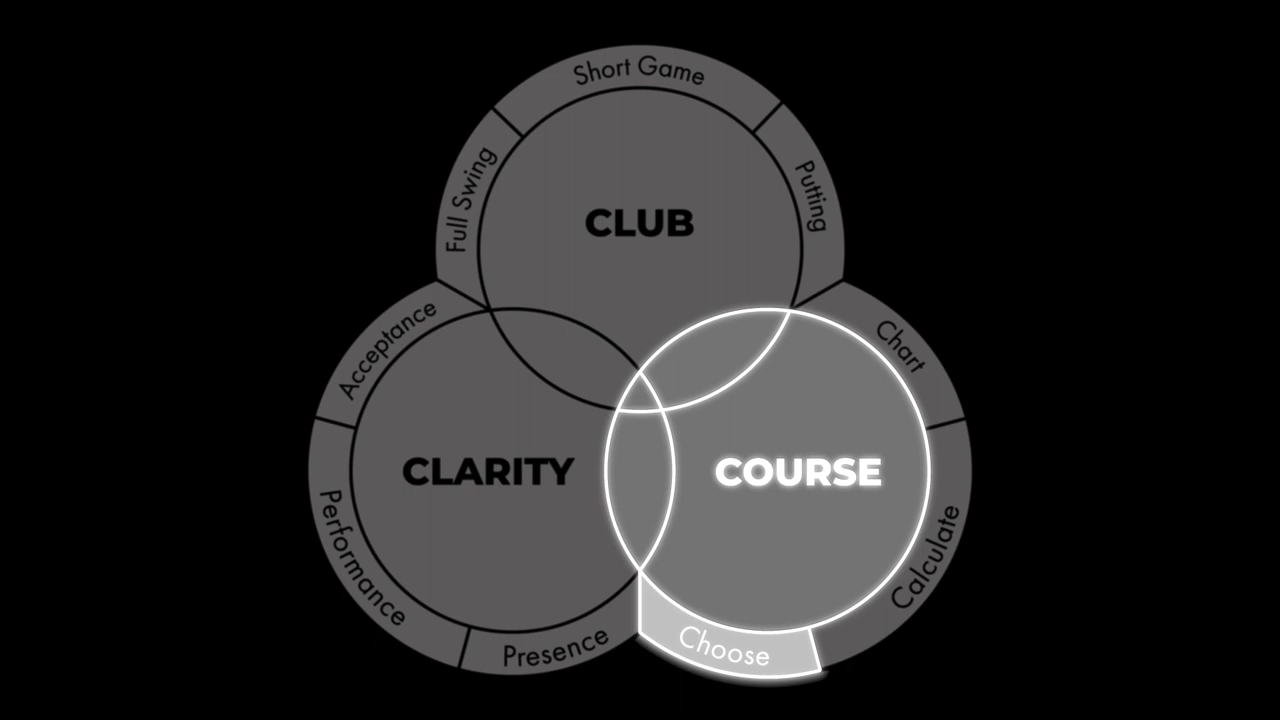 Short Game
Full Swing
Putting
CLUB
Acceptance
Chart
CLARITY
COURSE
Performance
Calculate
Presence
Choose